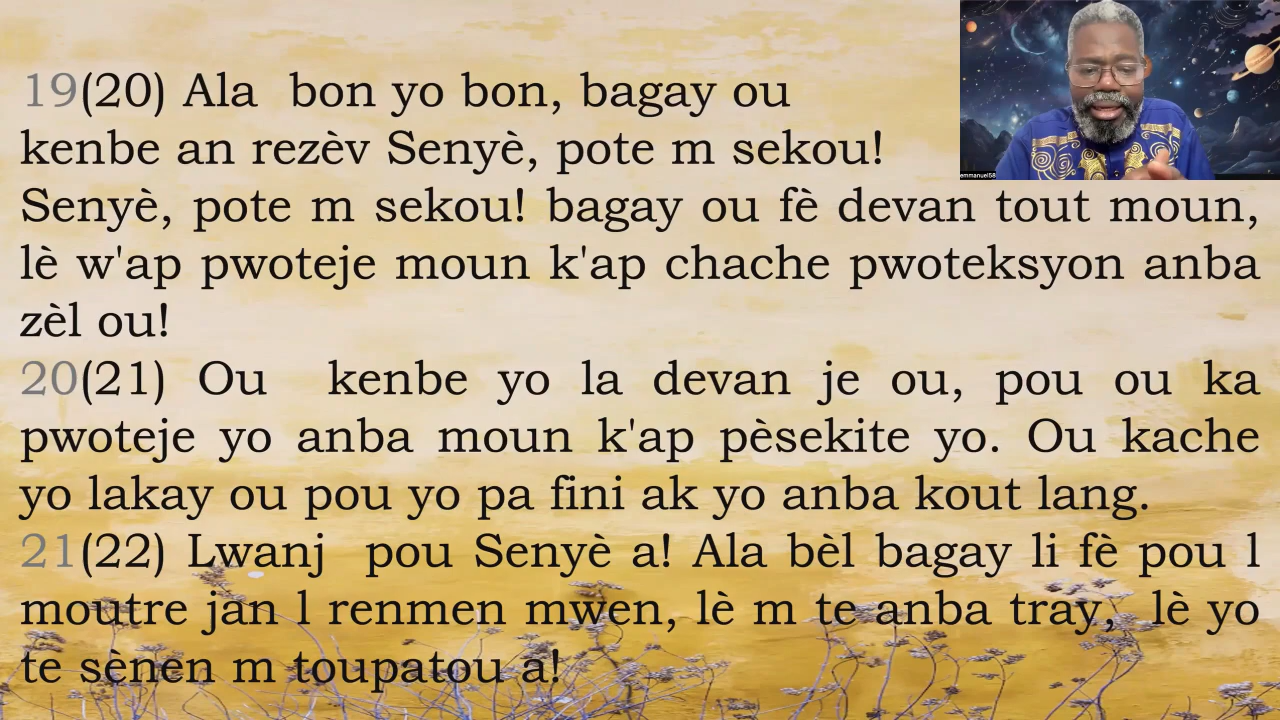 19(20) Ala bon yo bon, bagay ou
kenbe an rezèv Senyè, pote m sekou!
Senyè, pote m sekou! bagay ou fè devan tout moun,
lè w'ap pwoteje moun k'ap chache pwoteksyon anba
zèl ou!
20(21) Ou kenbe yo la devan je ou, pou ou ka
pwoteje yo anba moun k'ap pèsekite yo. Ou kache
yo lakay ou pou yo pa fini ak yo anba kout lang.
21(22) Lwanj pou Senyè a! Ala bèl bagay li fè pou l
moutre jan l renmen mwen, lè m te anba tray, lè yo
te sènen m toupatou a!
emmanuel58